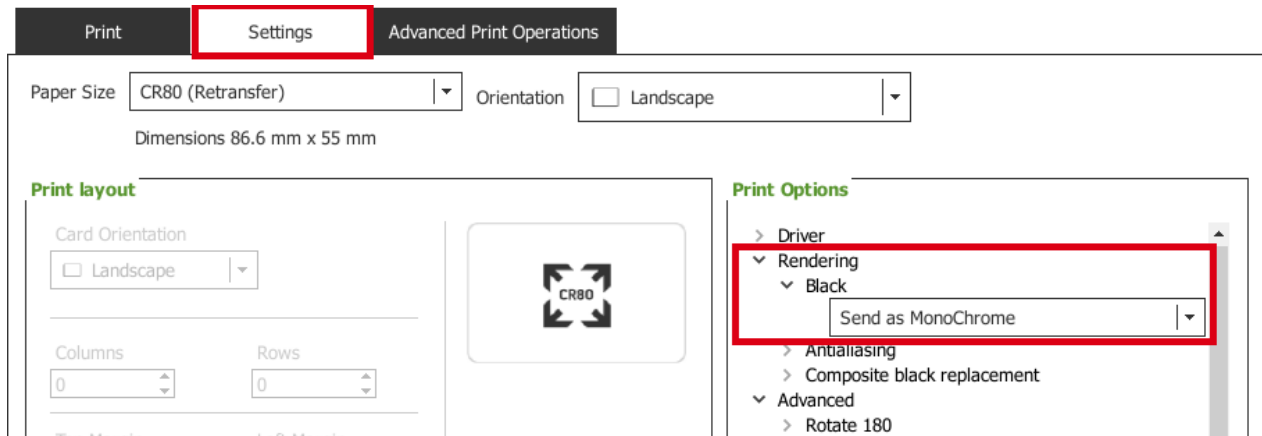 Print Settings Advanced Print Operations
Paper Size CR80 (Retransfer) Orientation Landscape
Dimensions 86.6 mm x 55 mm
Print layout
Card Orientation
Landscape
CR80
Columns Rows
0 0
Print Options
Driver
Rendering
Black
Send as MonoChrome
Antialiasing
Composite black replacement
Advanced
Rotate 180